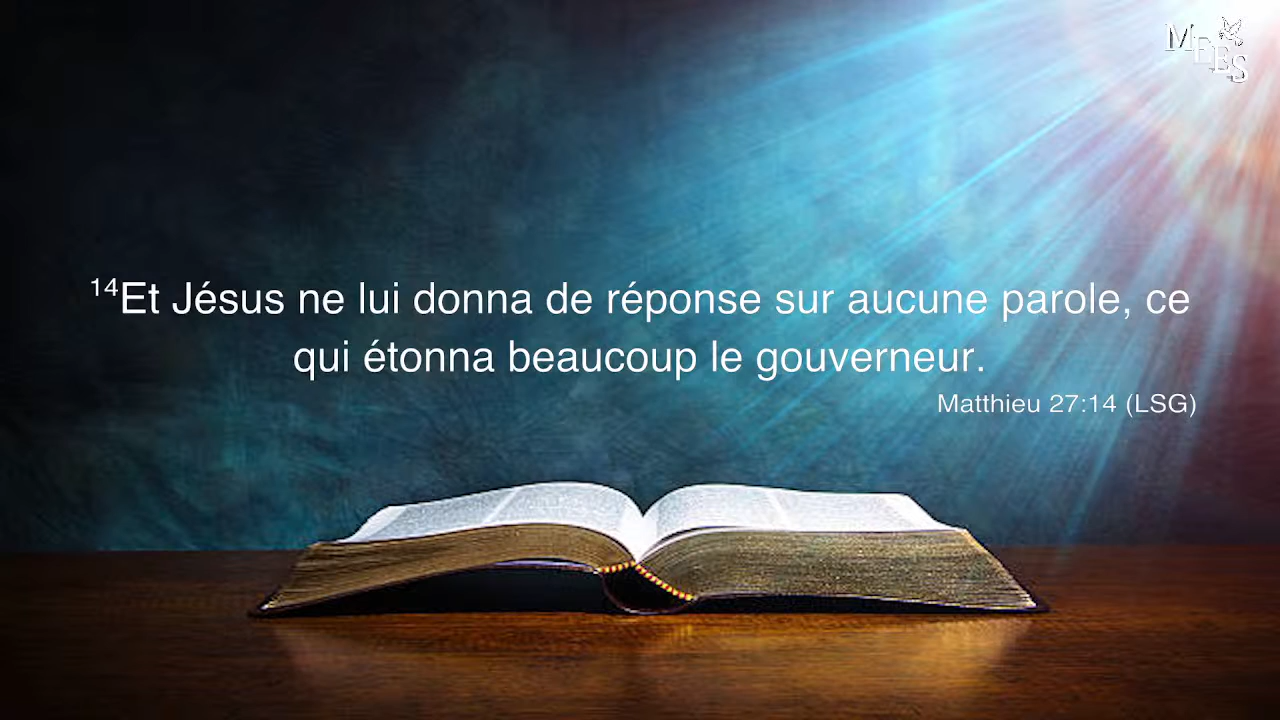 MEES
¹⁴Et Jésus ne lui donna de réponse sur aucune parole, ce
qui étonna beaucoup le gouverneur.
Matthieu 27:14 (LSG)